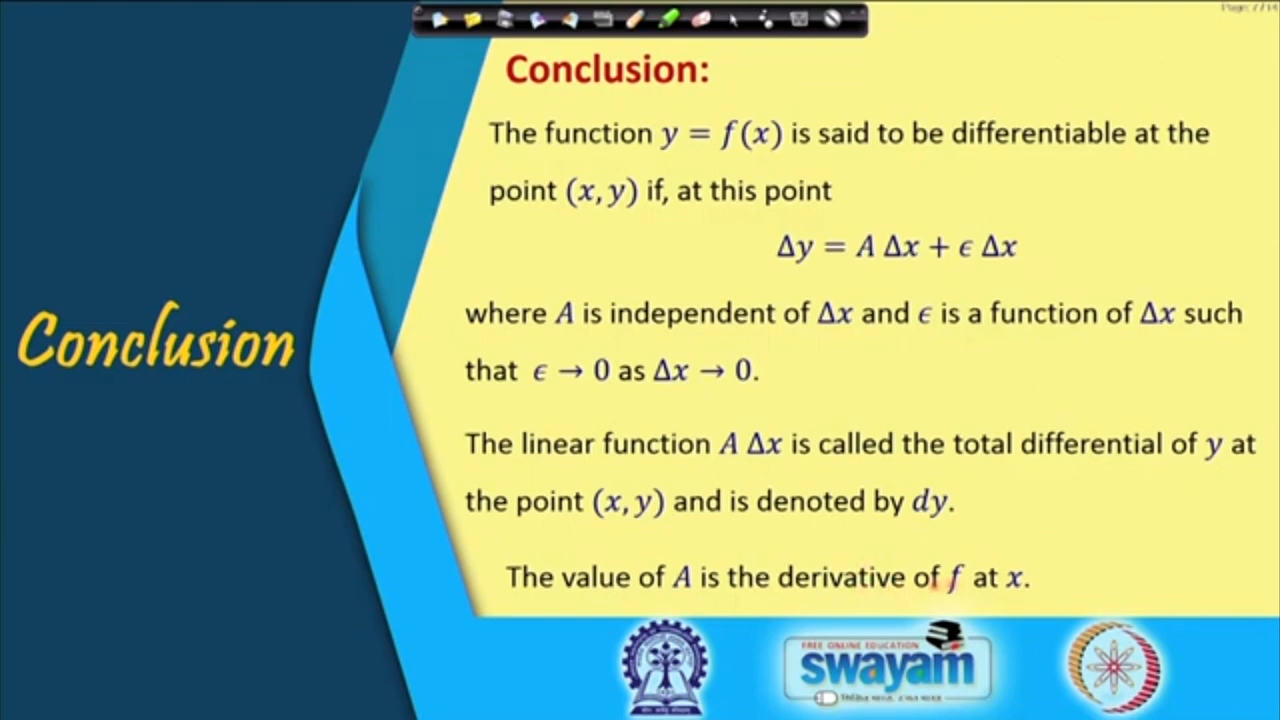 Page: 7 / 14
Conclusion:
The function y = f(x) is said to be differentiable at the
point (x, y) if, at this point
Δy = A Δx + ϵ Δx
where A is independent of Δx and ϵ is a function of Δx such
that ϵ → 0 as Δx → 0.
Conclusion
The linear function A Δx is called the total differential of y at
the point (x, y) and is denoted by dy.
The value of A is the derivative of f at x.
FREE ONLINE EDUCATION
swayam